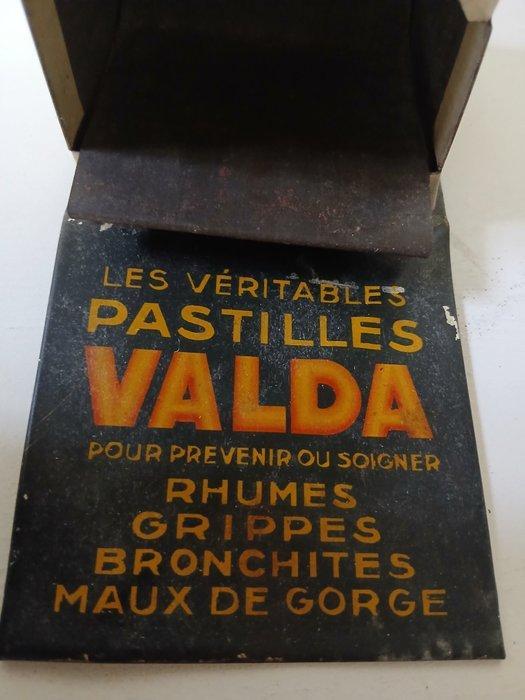 LES VÉRITABLES
PASTILLES
VALDA
POUR PREVENIR OU SOIGNER
RHUMES
GRIPPES
BRONCHITES
MAUX DE GORGE